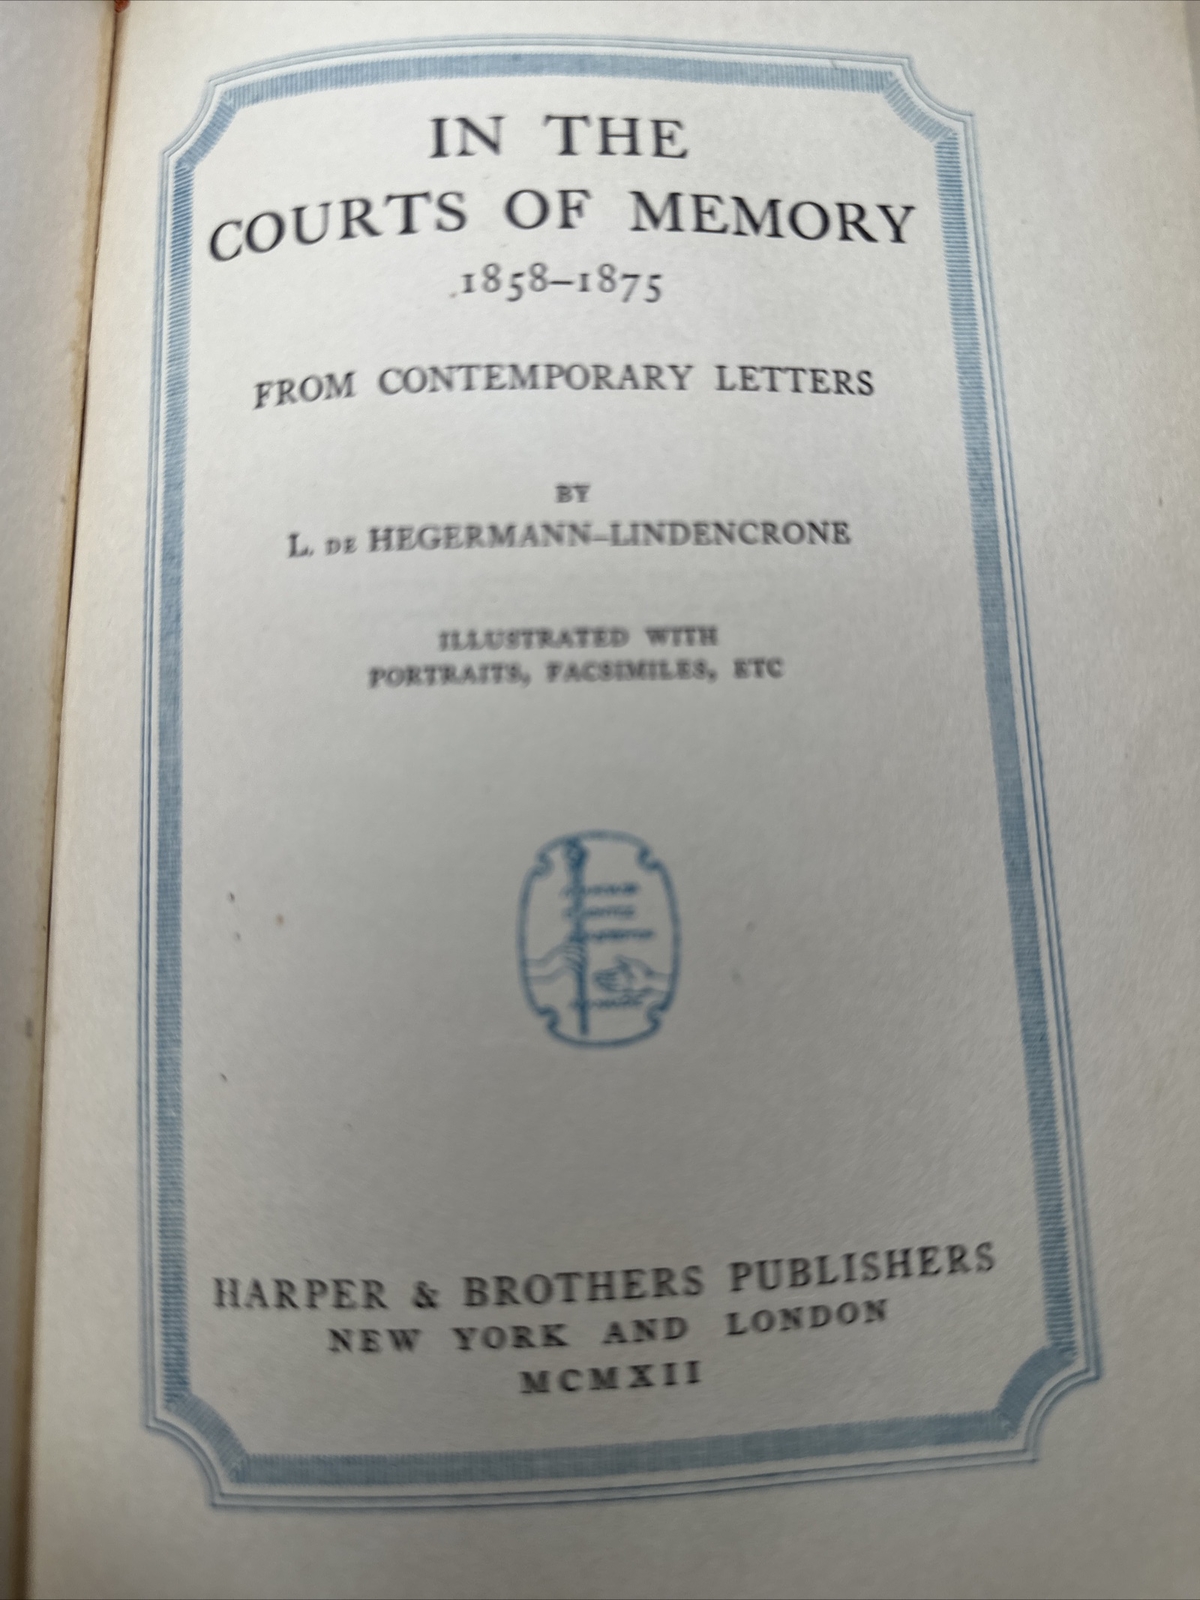 IN THE
COURTS OF MEMORY
1858–1875
FROM CONTEMPORARY LETTERS
BY
L. DE HEGERMANN–LINDENCRONE
ILLUSTRATED WITH
PORTRAITS, FACSIMILES, ETC
HARPER & BROTHERS PUBLISHERS
NEW YORK AND LONDON
MCMXII